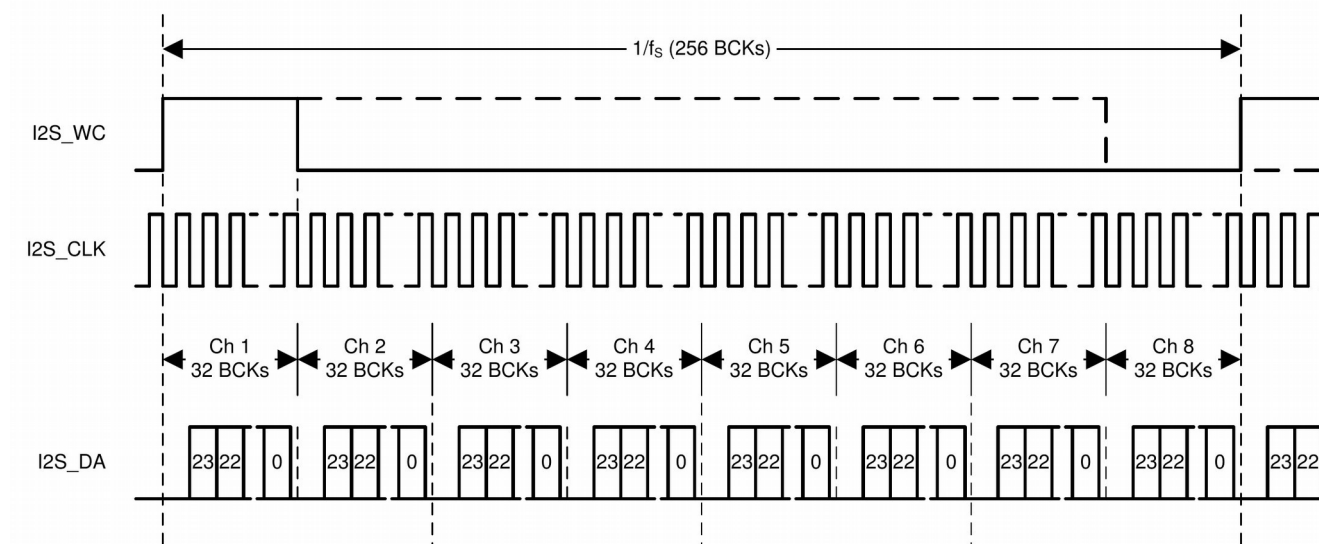 1/fS (256 BCKs)
I2S_WC
I2S_CLK
Ch 1 Ch 2 Ch 3 Ch 4 Ch 5 Ch 6 Ch 7 Ch 8
32 BCKs 32 BCKs 32 BCKs 32 BCKs 32 BCKs 32 BCKs 32 BCKs 32 BCKs
I2S_DA 23 22 0 23 22 0 23 22 0 23 22 0 23 22 0 23 22 0 23 22 0 23 22 0 23 22